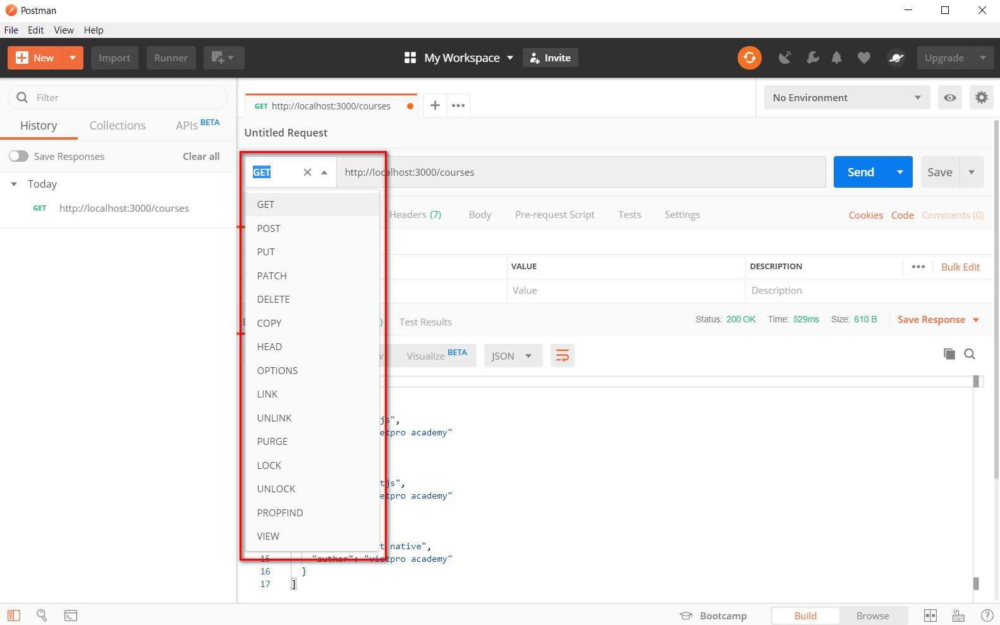 Postman
File Edit View Help
New Import Runner My Workspace Invite Upgrade
Filter
History Collections APIs BETA
Save Responses Clear all
Today
GET http://localhost:3000/courses
GET http://localhost:3000/courses
No Environment
Untitled Request
GET http://localhost:3000/courses Send Save
GET
POST
PUT
PATCH
DELETE
COPY
HEAD
OPTIONS
LINK
UNLINK
PURGE
LOCK
UNLOCK
PROPFIND
VIEW
Headers (7) Body Pre-request Script Tests Settings Cookies Code Comments (0)
VALUE DESCRIPTION Bulk Edit
Value Description
Test Results Status: 200 OK Time: 529ms Size: 610 B Save Response
Visualize BETA JSON
js",
etpro academy"
tjs",
etpro academy"
t native",
15 "author": "vietpro academy"
16 }
17 ]
Bootcamp Build Browse